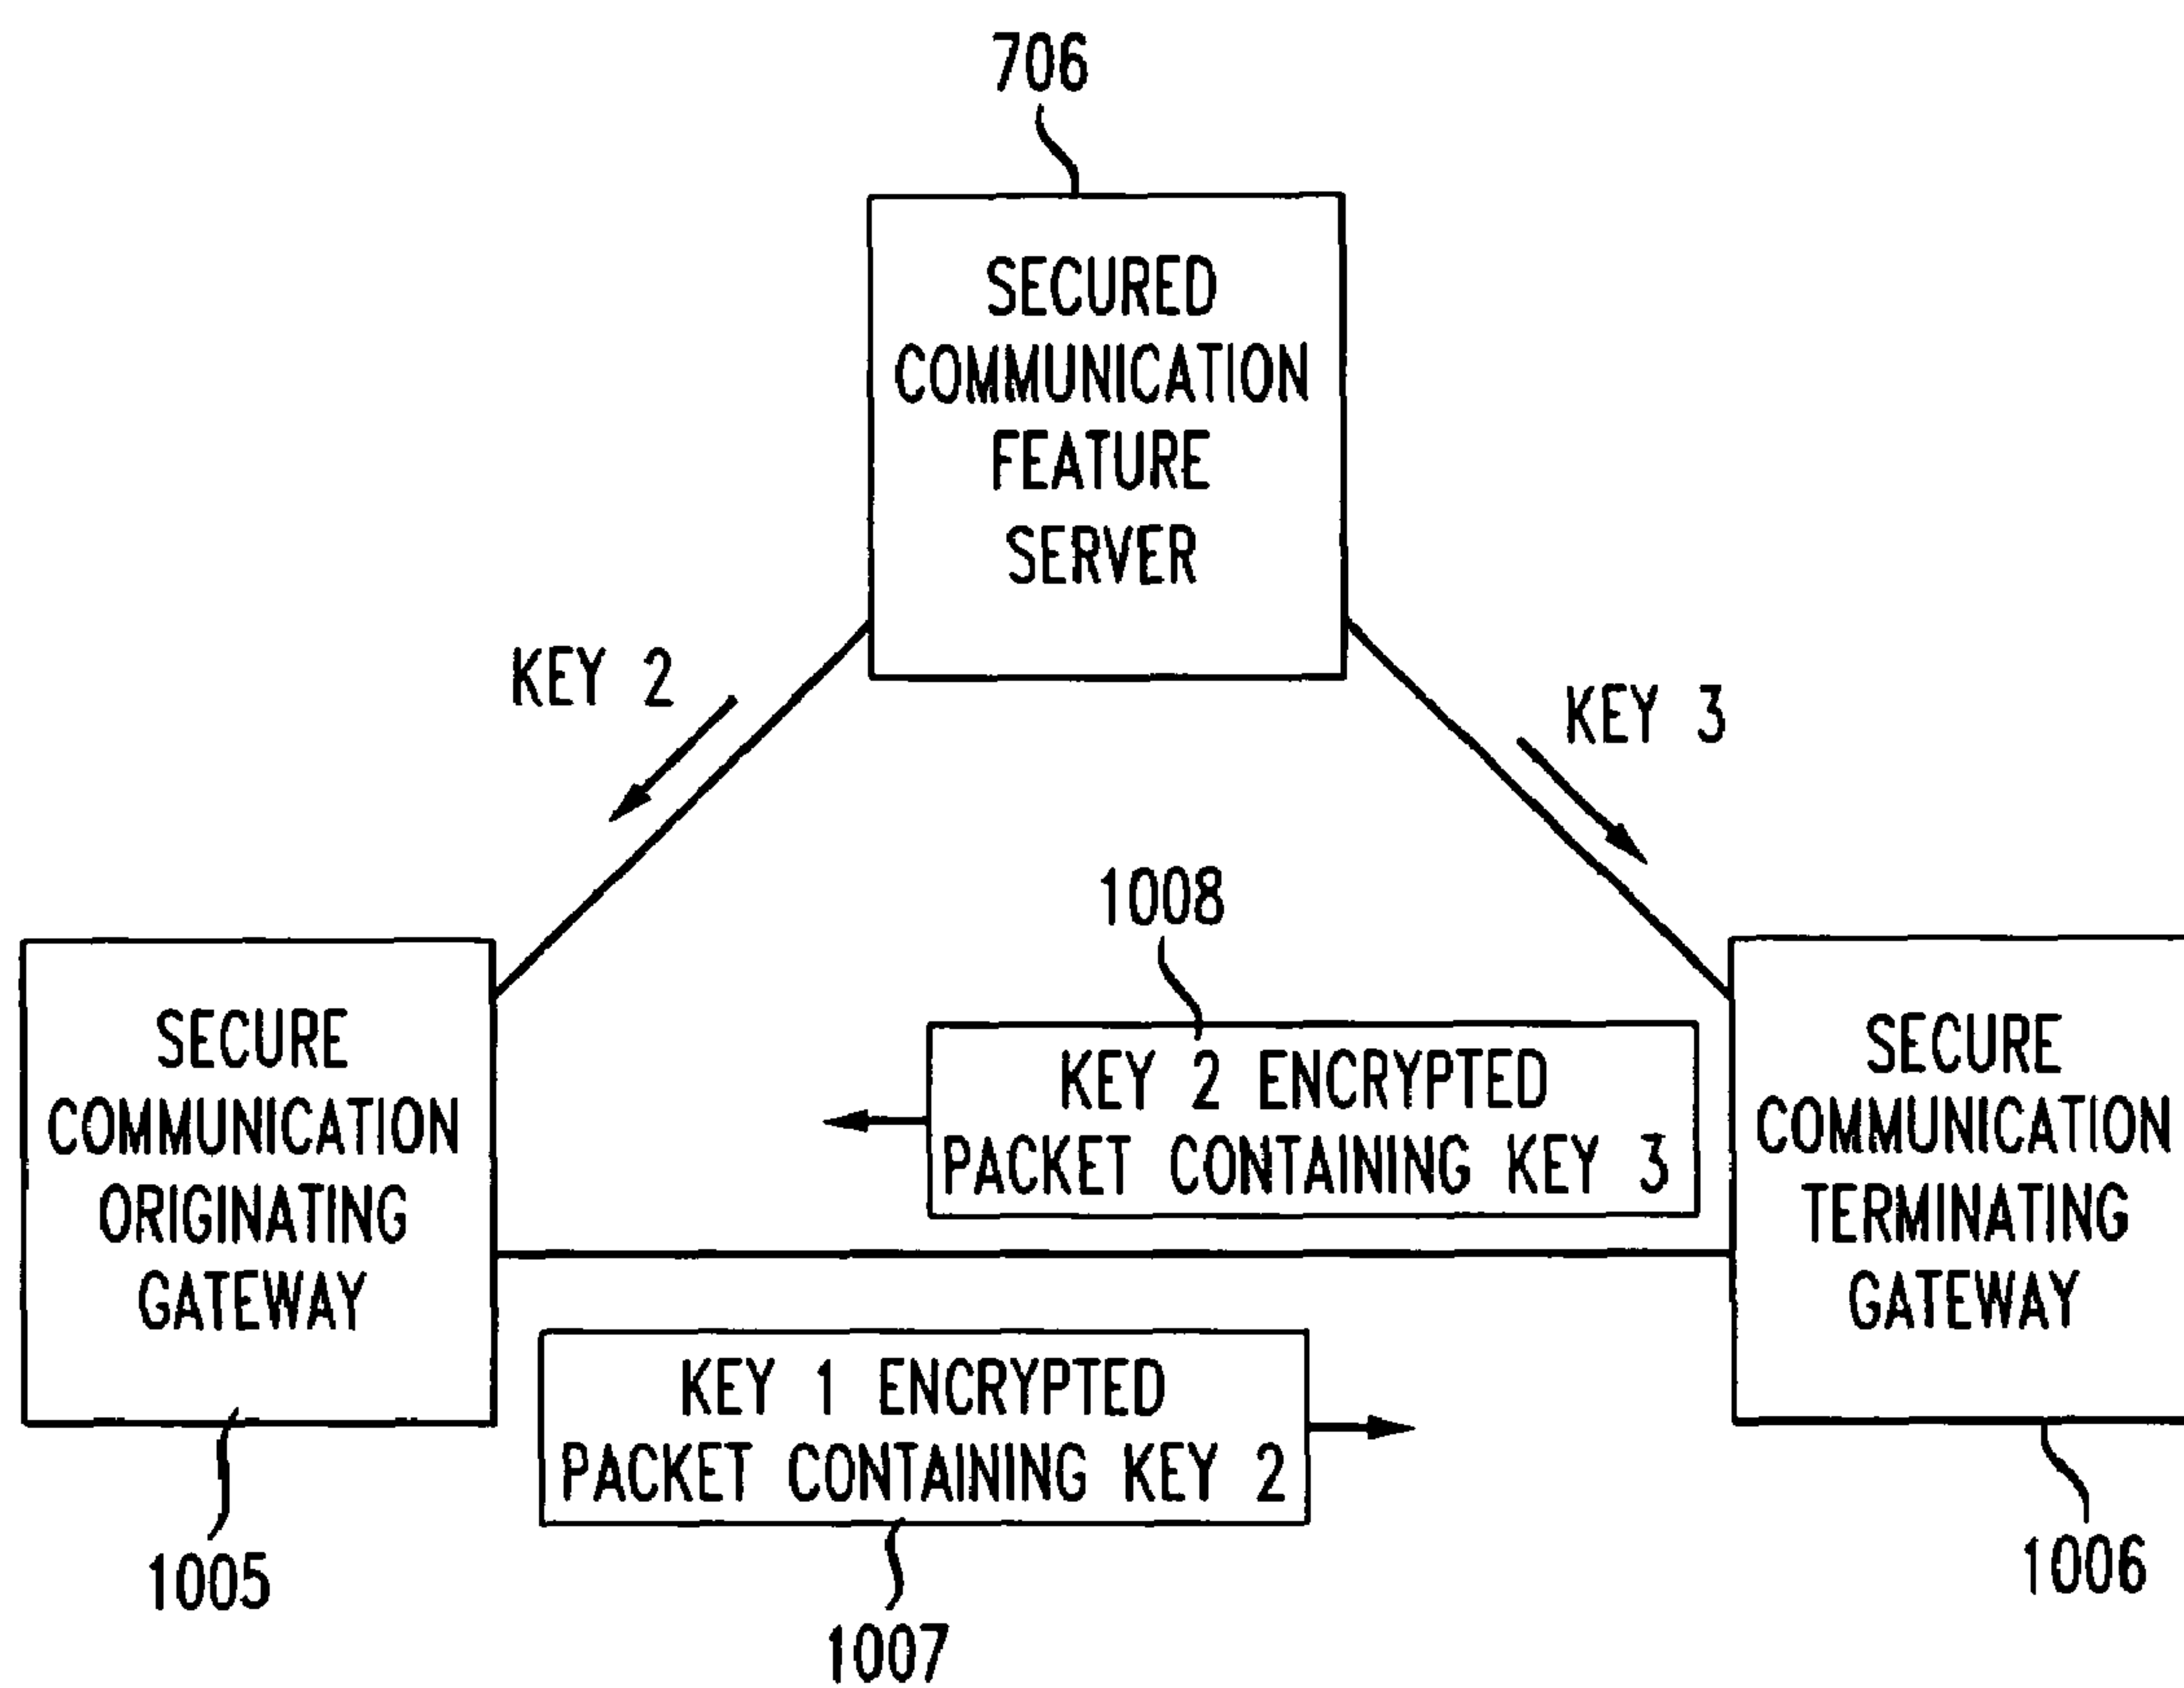 706
SECURED
COMMUNICATION
FEATURE
SERVER
KEY 2
KEY 3
1008
SECURE
COMMUNICATION
ORIGINATING
GATEWAY
KEY 2 ENCRYPTED
PACKET CONTAINING KEY 3
SECURE
COMMUNICATION
TERMINATING
GATEWAY
KEY 1 ENCRYPTED
PACKET CONTAINING KEY 2
1005
1007
1006